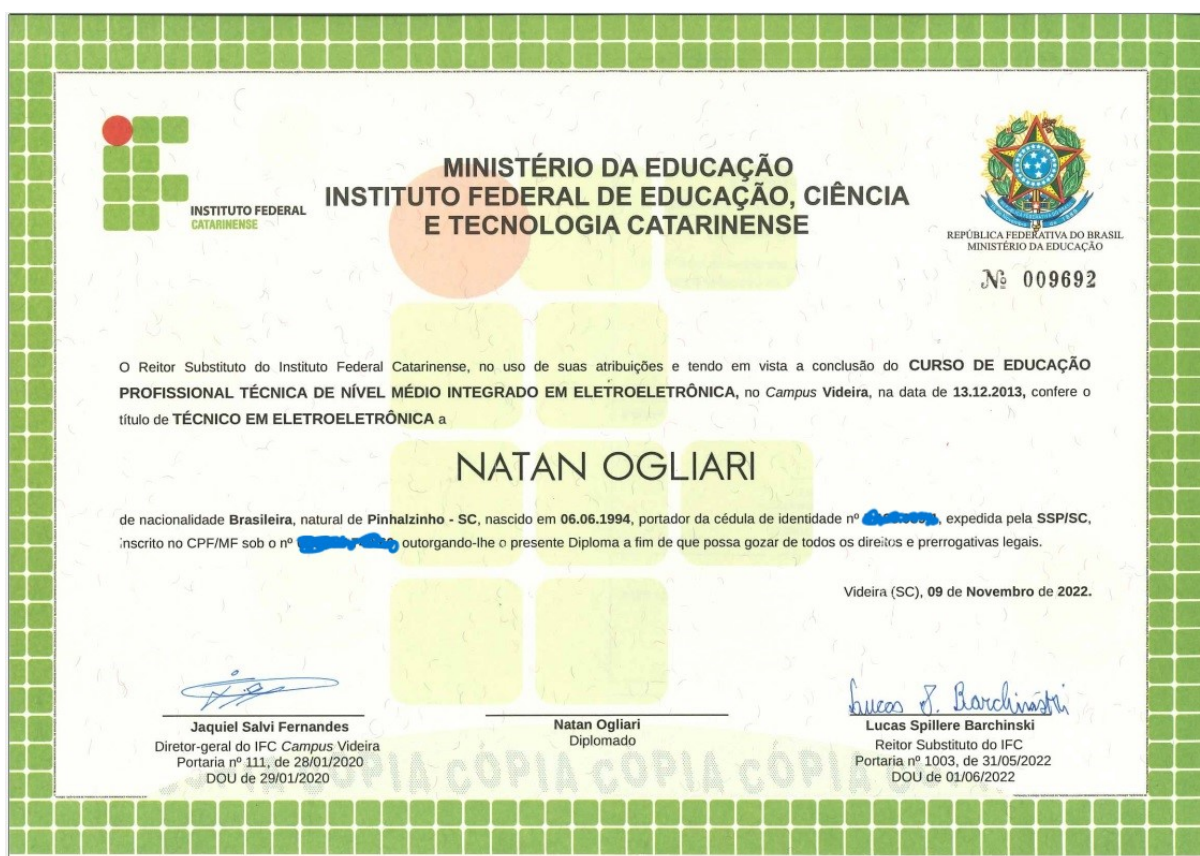 INSTITUTO FEDERAL
CATARINENSE
MINISTÉRIO DA EDUCAÇÃO
INSTITUTO FEDERAL DE EDUCAÇÃO, CIÊNCIA
E TECNOLOGIA CATARINENSE
REPÚBLICA FEDERATIVA DO BRASIL
MINISTÉRIO DA EDUCAÇÃO
Nº 009692
O Reitor Substituto do Instituto Federal Catarinense, no uso de suas atribuições e tendo em vista a conclusão do CURSO DE EDUCAÇÃO
PROFISSIONAL TÉCNICA DE NÍVEL MÉDIO INTEGRADO EM ELETROELETRÔNICA, no Campus Videira, na data de 13.12.2013, confere o
título de TÉCNICO EM ELETROELETRÔNICA a
NATAN OGLIARI
de nacionalidade Brasileira, natural de Pinhalzinho - SC, nascido em 06.06.1994, portador da cédula de identidade nº , expedida pela SSP/SC,
inscrito no CPF/MF sob o nº , outorgando-lhe o presente Diploma a fim de que possa gozar de todos os direitos e prerrogativas legais.
Videira (SC), 09 de Novembro de 2022.
Lucas S. Barchinski
Jaquiel Salvi Fernandes
Diretor-geral do IFC Campus Videira
Portaria nº 111, de 28/01/2020
DOU de 29/01/2020
Natan Ogliari
Diplomado
Lucas Spillere Barchinski
Reitor Substituto do IFC
Portaria nº 1003, de 31/05/2022
DOU de 01/06/2022
CÓPIA CÓPIA CÓPIA CÓPIA